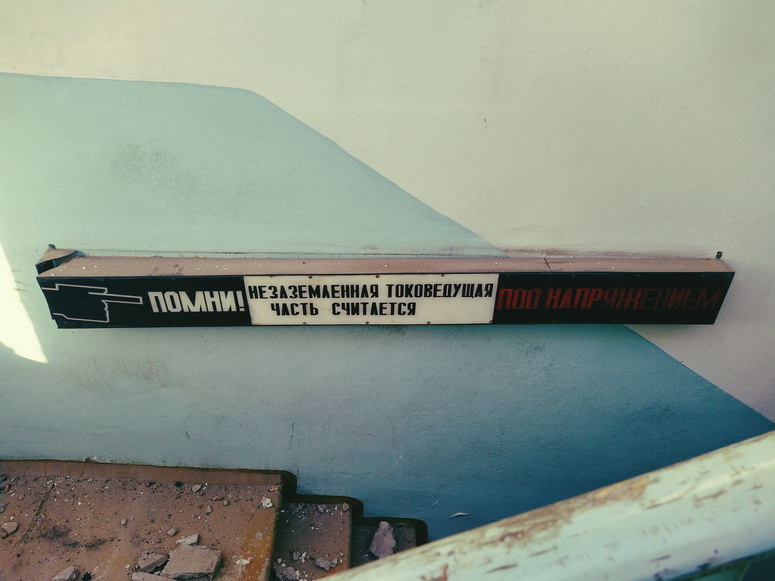 ПОМНИ!
НЕЗАЗЕМЛЕННАЯ ТОКОВЕДУЩАЯ
ЧАСТЬ СЧИТАЕТСЯ
ПОД НАПРЯЖЕНИЕМ